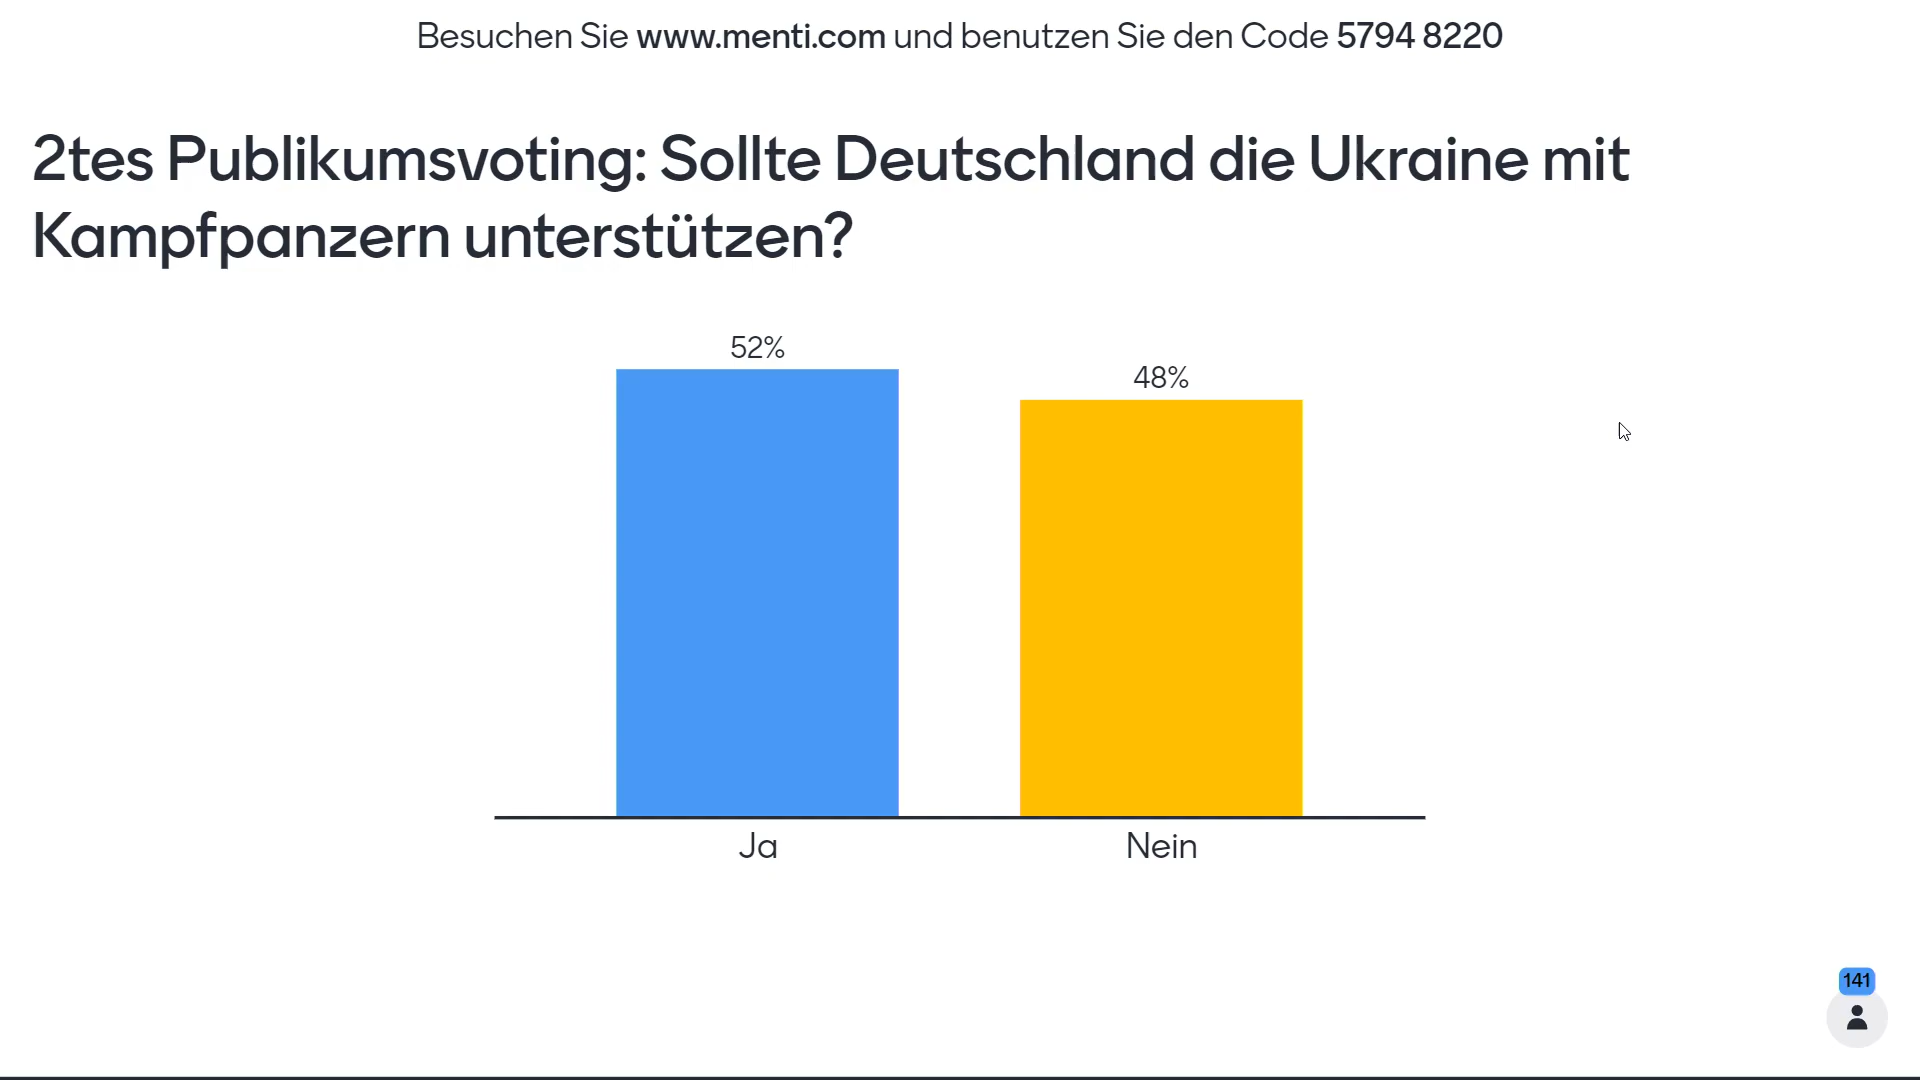 Besuchen Sie www.menti.com und benutzen Sie den Code 5794 8220
2tes Publikumsvoting: Sollte Deutschland die Ukraine mit
Kampfpanzern unterstützen?
52%
48%
Ja
Nein
141